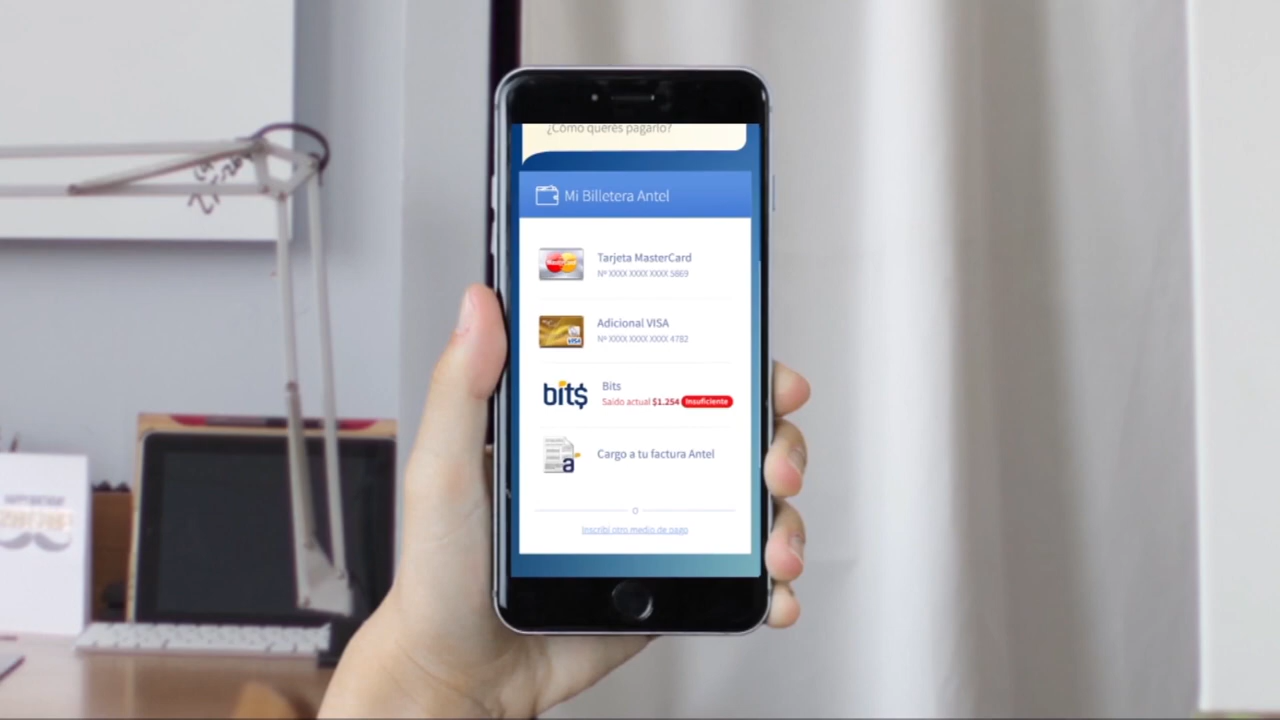 ¿Cómo querés pagarlo?
Mi Billetera Antel
Tarjeta MasterCard
Nº XXXX XXXX XXXX 5869
Adicional VISA
Nº XXXX XXXX XXXX 4782
VISA
bit$
Bits
Saldo actual $1.254 Insuficiente
a
Cargo a tu factura Antel
o
Inscribí otro medio de pago